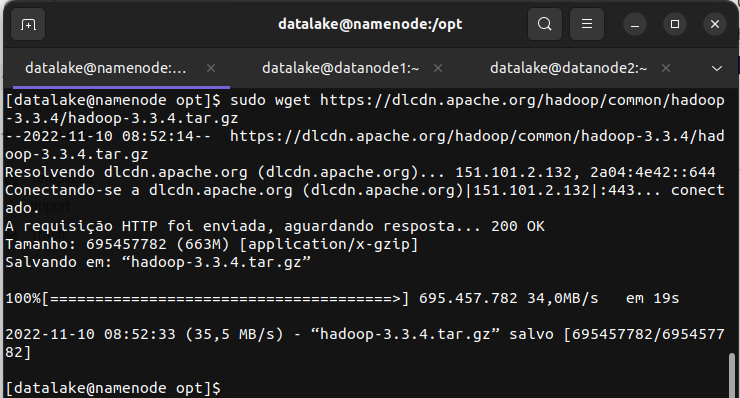 datalake@namenode:/opt
datalake@namenode:...
datalake@datanode1:~
datalake@datanode2:~
[datalake@namenode opt]$ sudo wget https://dlcdn.apache.org/hadoop/common/hadoop
-3.3.4/hadoop-3.3.4.tar.gz
--2022-11-10 08:52:14--  https://dlcdn.apache.org/hadoop/common/hadoop-3.3.4/had
oop-3.3.4.tar.gz
Resolvendo dlcdn.apache.org (dlcdn.apache.org)... 151.101.2.132, 2a04:4e42::644
Conectando-se a dlcdn.apache.org (dlcdn.apache.org)|151.101.2.132|:443... conect
ado.
A requisição HTTP foi enviada, aguardando resposta... 200 OK
Tamanho: 695457782 (663M) [application/x-gzip]
Salvando em: “hadoop-3.3.4.tar.gz”
100%[======================================>] 695.457.782 34,0MB/s   em 19s
2022-11-10 08:52:33 (35,5 MB/s) - “hadoop-3.3.4.tar.gz” salvo [695457782/6954577
82]
[datalake@namenode opt]$